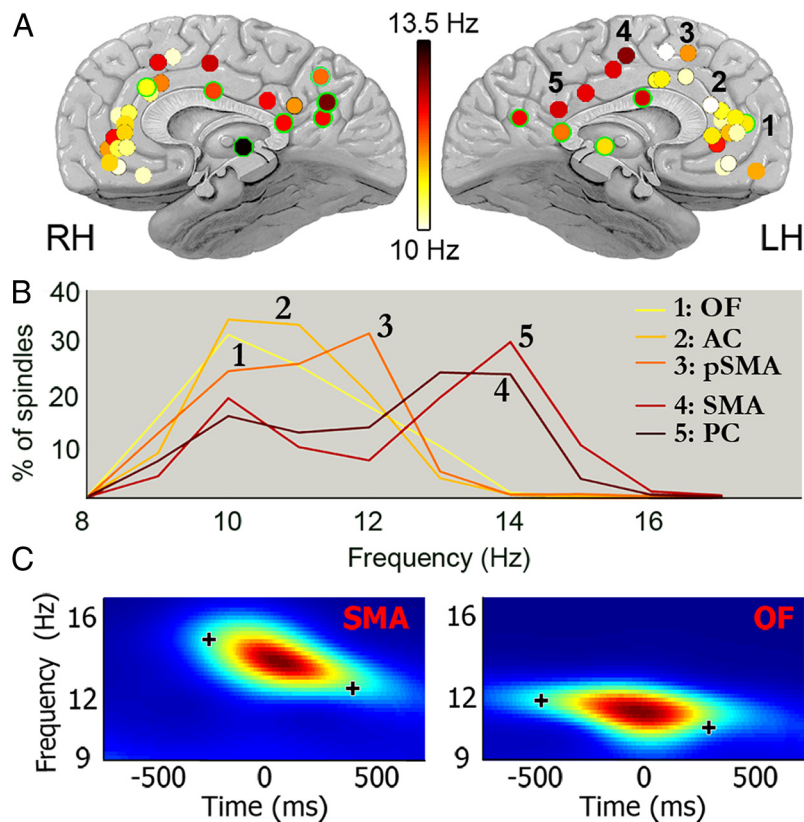 A
13.5 Hz
10 Hz
RH
LH
4
3
5
2
1
B
40
30
20
10
% of spindles
8
10
12
14
16
Frequency (Hz)
2
3
1
5
4
1: OF
2: AC
3: pSMA
4: SMA
5: PC
C
Frequency (Hz)
16
12
9
SMA
-500
0
500
Time (ms)
16
12
9
OF
-500
0
500
Time (ms)